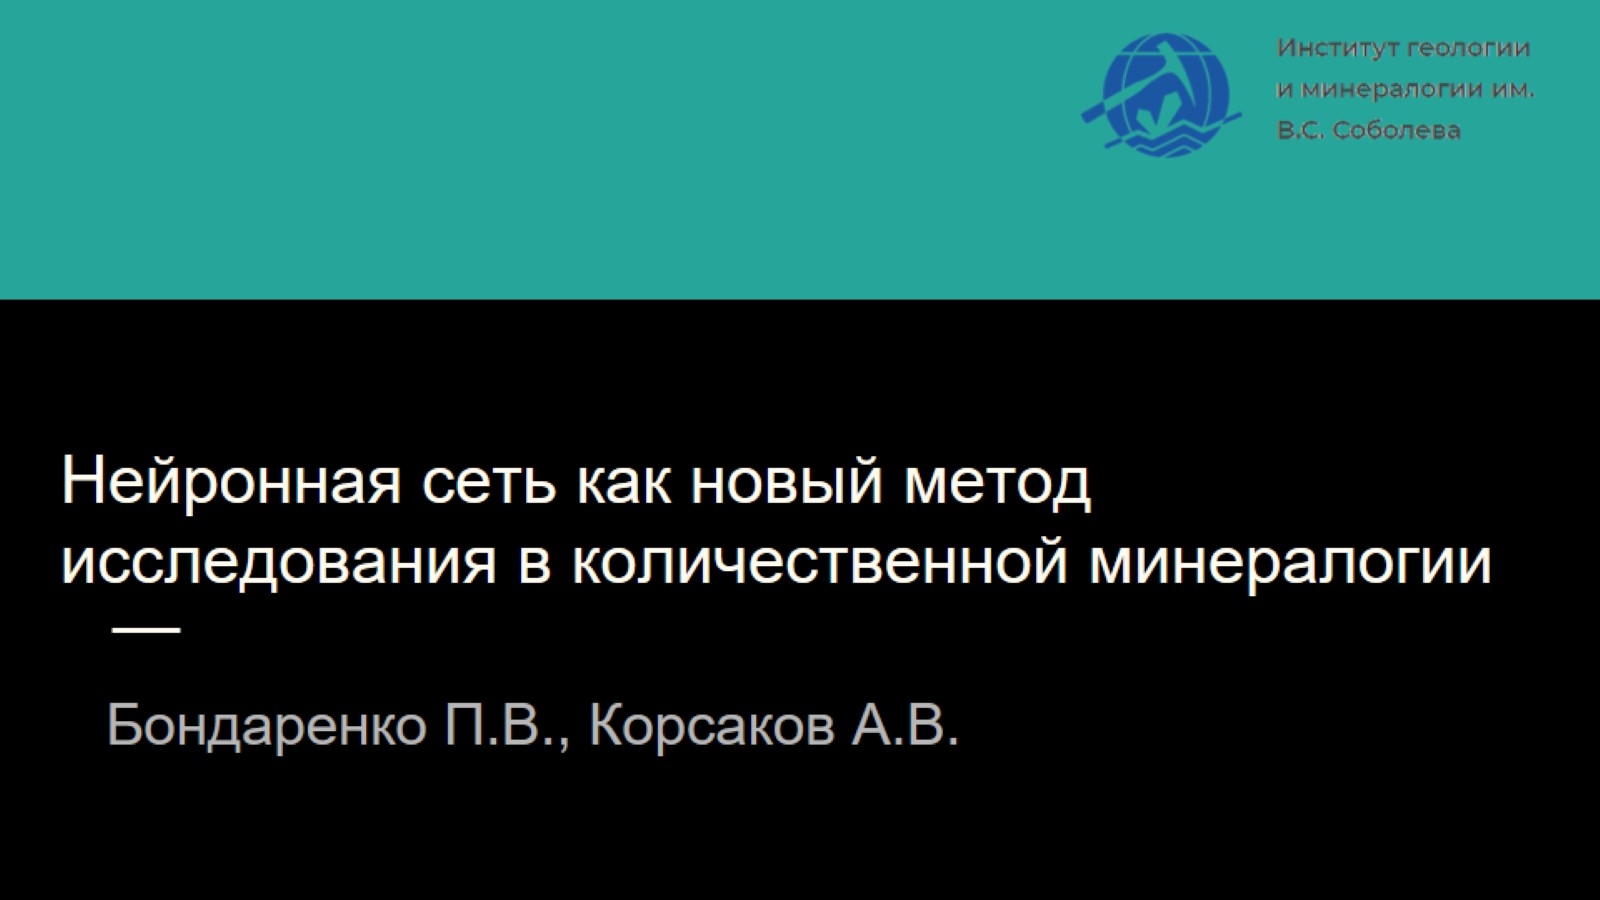 Институт геологии
и минералогии им.
В.С. Соболева
Нейронная сеть как новый метод
исследования в количественной минералогии
Бондаренко П.В., Корсаков А.В.